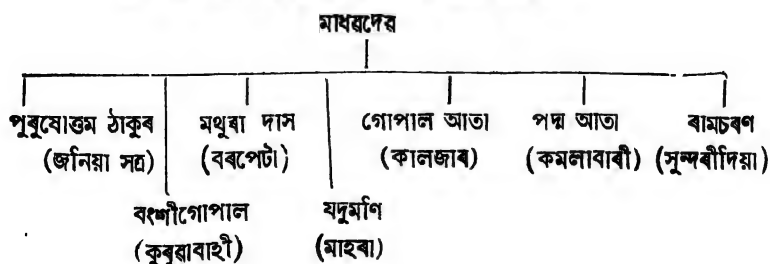 মাধৱদেৱ
পুৰুষোত্তম ঠাকুৰ মথুৰা দাস গোপাল আতা পদ্ম আতা ৰামচৰণ
(জনিয়া সত্ৰ) (বৰপেটা) (কালজাৰ) (কমলাবাৰী) (সুন্দৰীদিয়া)
বংশীগোপাল যদুমণি
(কুৰুৱাবাহী) (মাহৰা)